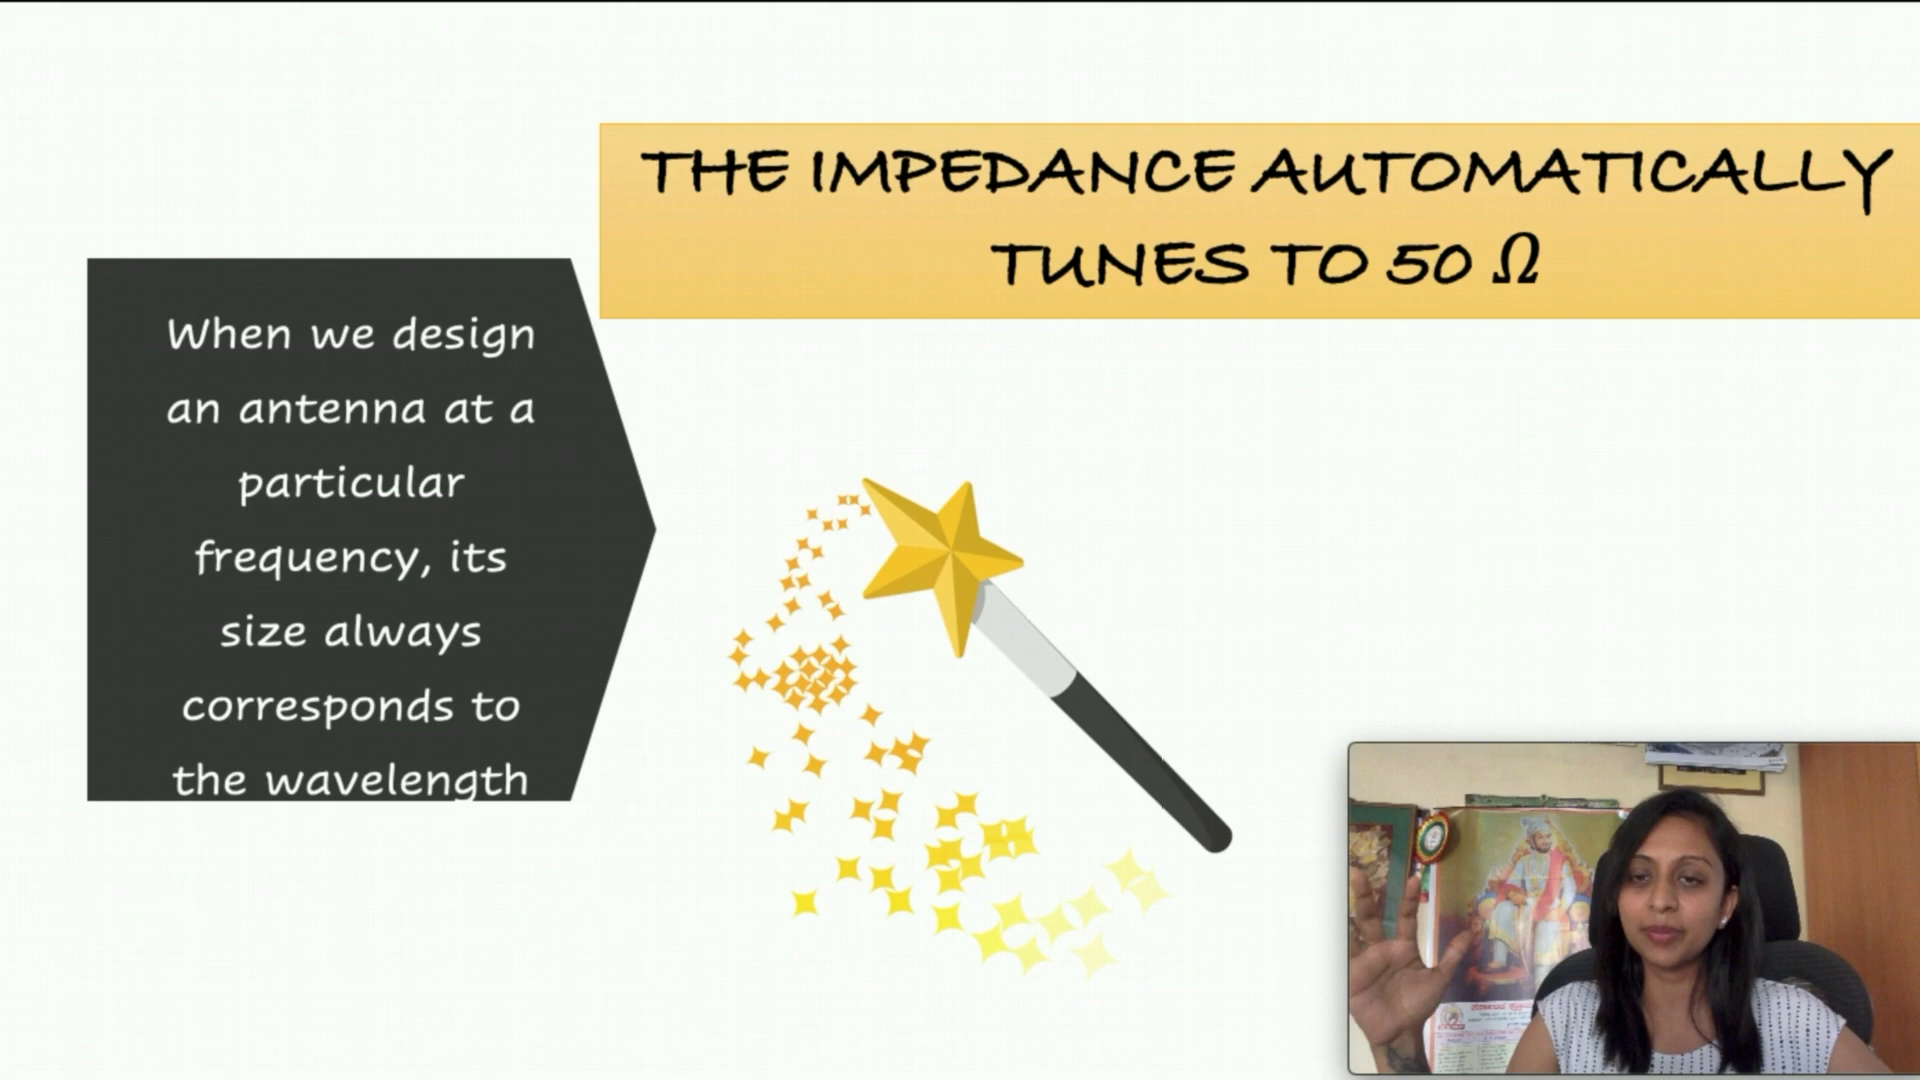 THE IMPEDANCE AUTOMATICALLY
TUNES TO 50 Ω
When we design
an antenna at a
particular
frequency, its
size always
corresponds to
the wavelength